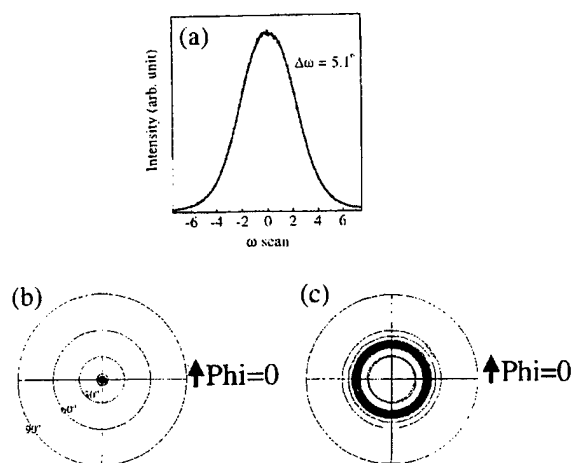 (a)
Δω = 5.1°
Intensity (arb. unit)
-6 -4 -2 0 2 4 6
ω scan
(b)
Phi=0
30°
60°
90°
(c)
Phi=0